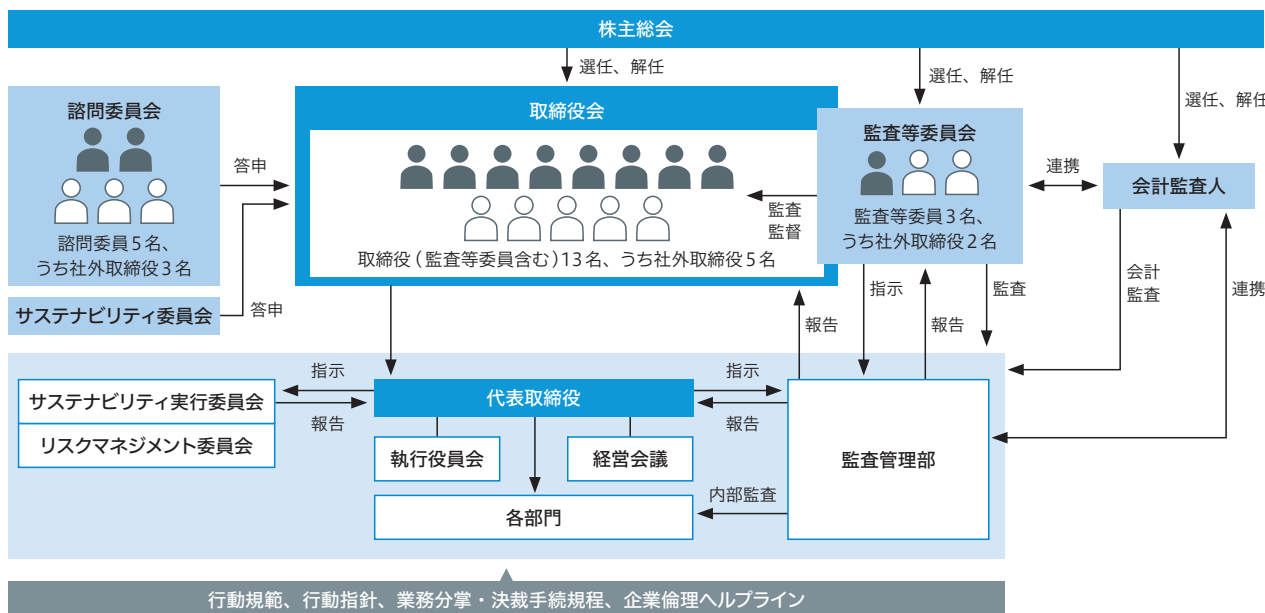 株主総会
選任、解任
選任、解任
選任、解任
諮問委員会
諮問委員5名、
うち社外取締役3名
答申
サステナビリティ委員会
答申
取締役会
取締役(監査等委員含む)13名、うち社外取締役5名
監査
監督
監査等委員会
監査等委員3名、
うち社外取締役2名
連携
会計監査人
報告
指示
報告
監査
会計
監査
連携
サステナビリティ実行委員会
リスクマネジメント委員会
指示
報告
代表取締役
指示
報告
執行役員会
経営会議
各部門
内部監査
監査管理部
行動規範、行動指針、業務分掌・決裁手続規程、企業倫理ヘルプライン